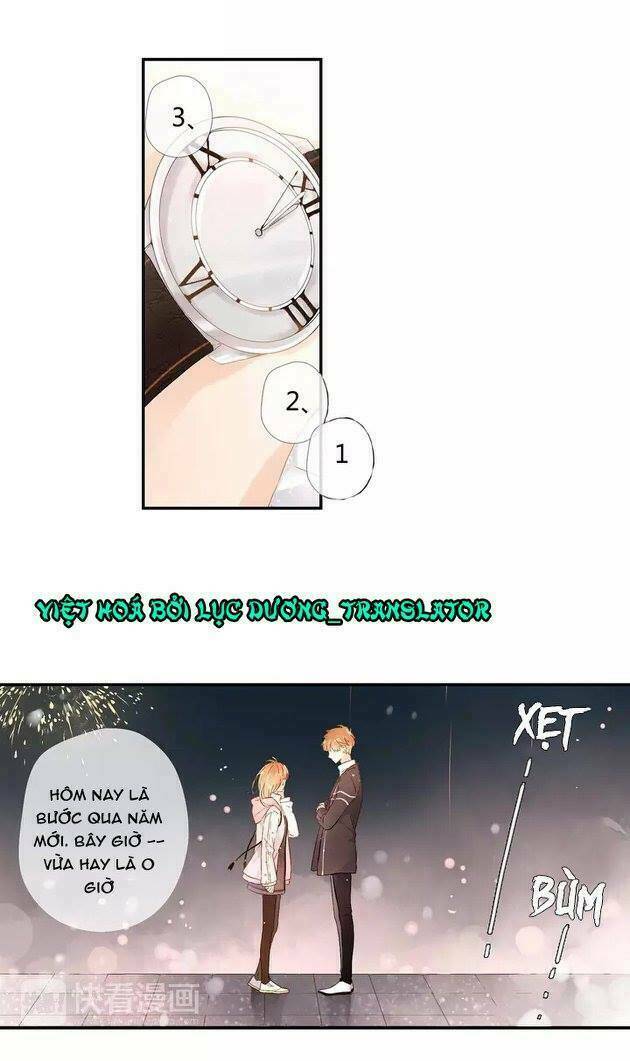 3、
2、
1
VIỆT HOÁ BỞI LỤC DƯƠNG_TRANSLATOR
XẸT
HÔM NAY LÀ
BƯỚC QUA NĂM
MỚI. BÂY GIỜ --
VỪA HAY LÀ 0
GIỜ
BÙM
快看漫画